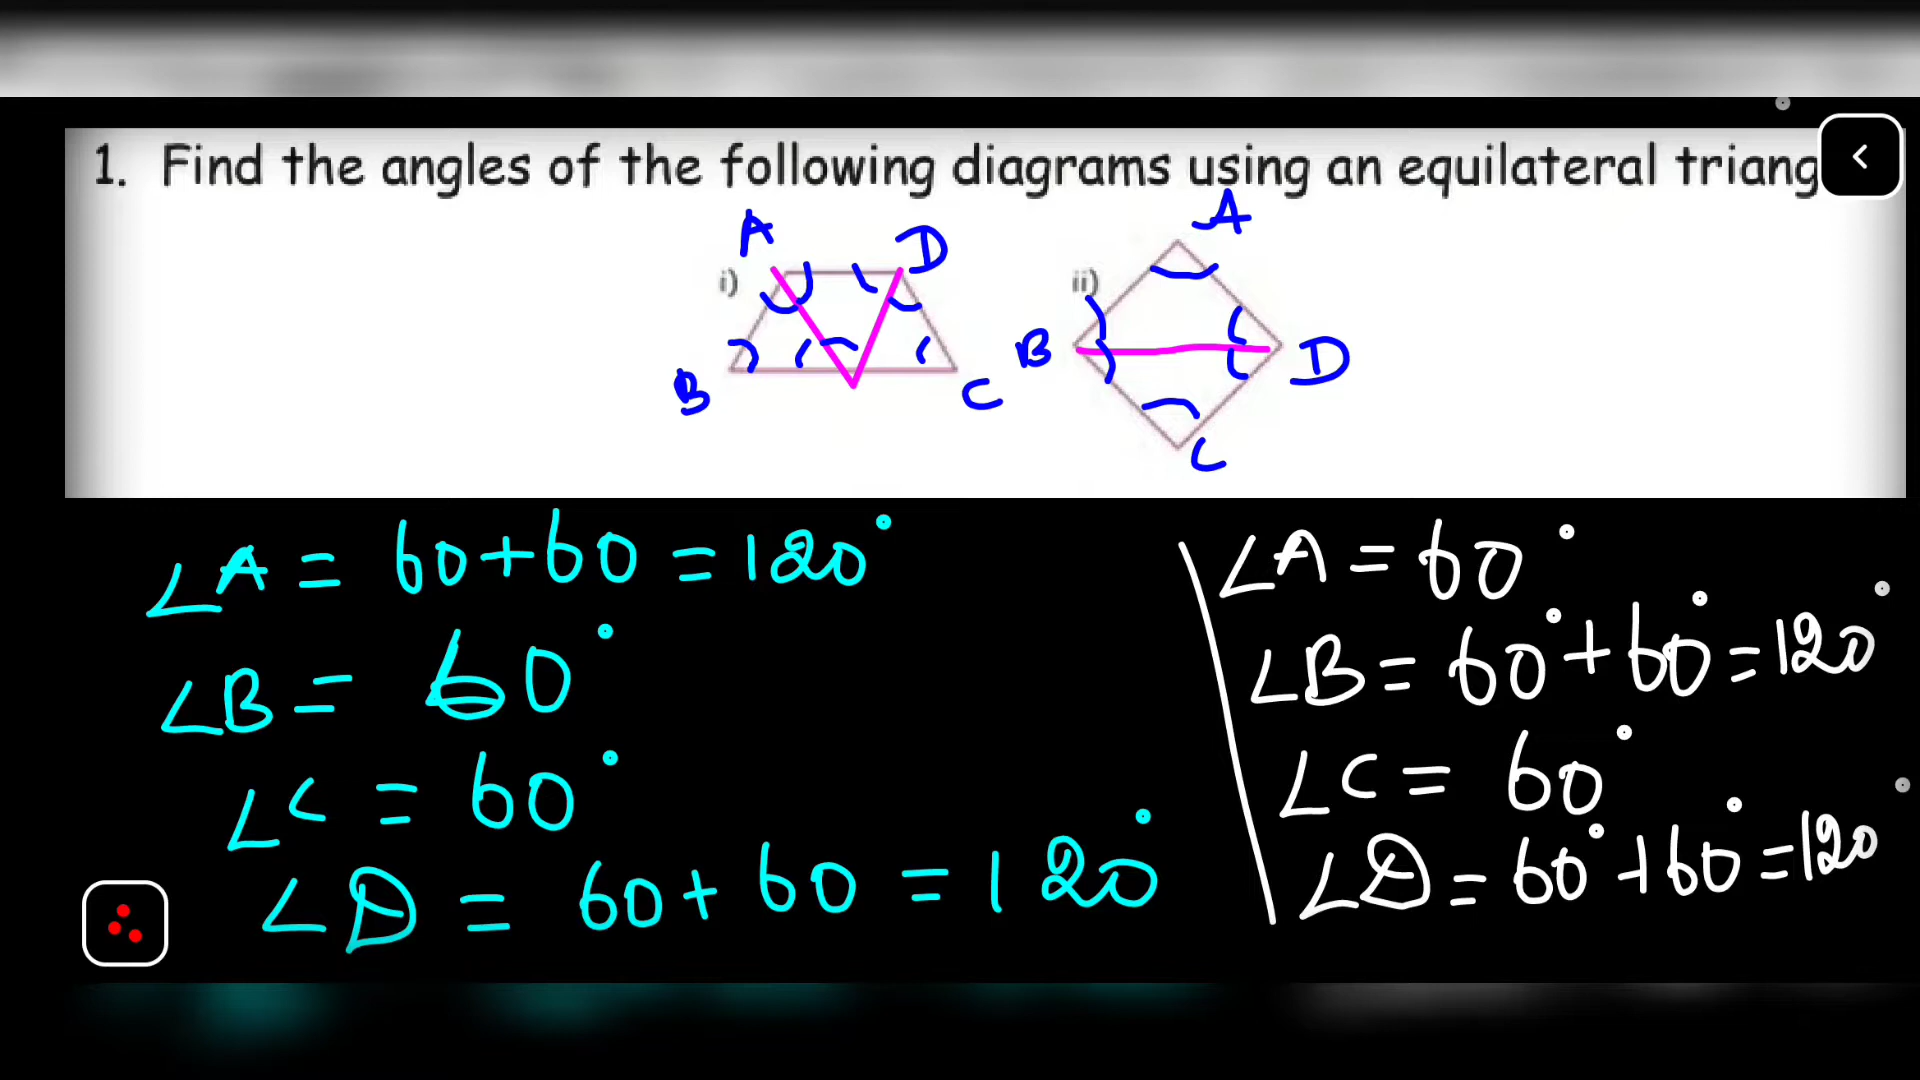 1. Find the angles of the following diagrams using an equilateral triang
A D A
i) ii)
B D
B C
C
∠A = 60+60 = 120°
∠B = 60°
∠C = 60°
∠D = 60+ 60 = 120°
∠A = 60°
∠B = 60°+60° = 120°
∠C = 60°
∠D = 60°+60° = 120°